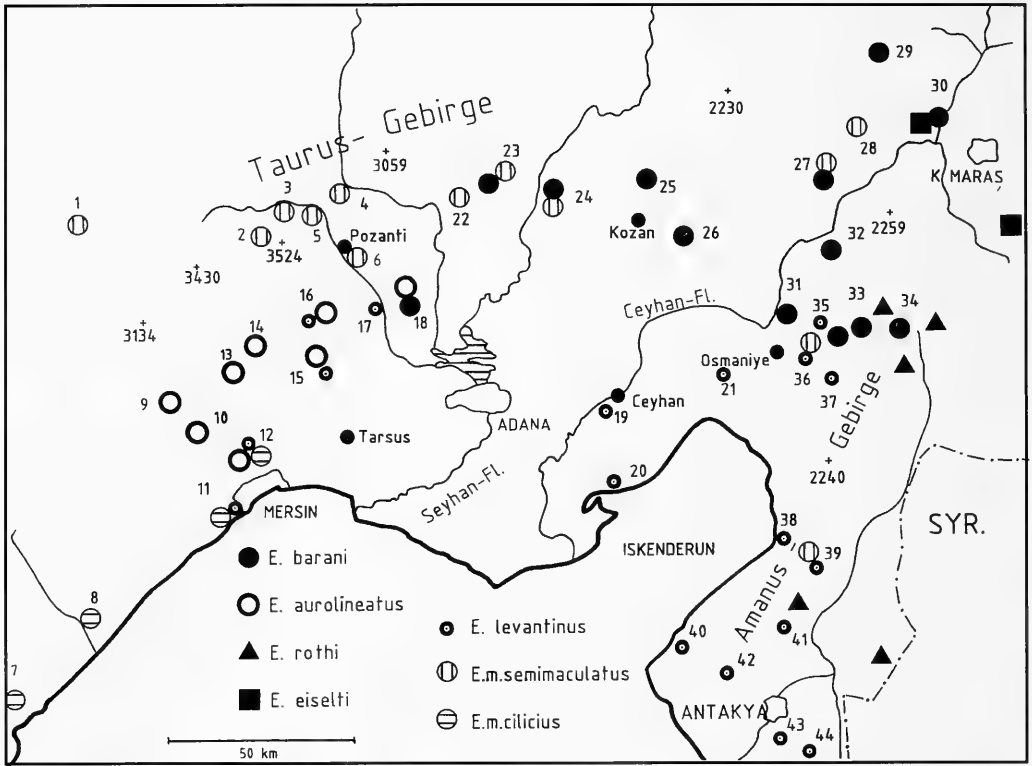 29
2230
30
Taurus- Gebirge
3059
23
28
27
K. MARAŞ
1
3
4
22
24
25
2
5
3524
Pozanti
6
Kozan
26
32
2259
3430
16
17
18
Ceyhan-Fl.
31
35
33
34
3134
14
13
15
Osmaniye
21
36
37
9
10
12
Tarsus
ADANA
19
Ceyhan
Gebirge
2240
11
MERSIN
Seyhan-Fl.
20
ISKENDERUN
38
39
SYR.
Amanus-
8
7
40
41
42
ANTAKYA
43
44
E. barani
E. aurolineatus
E. rothi
E. eiselti
E. levantinus
E.m.semimaculatus
E.m.cilicius
50 km